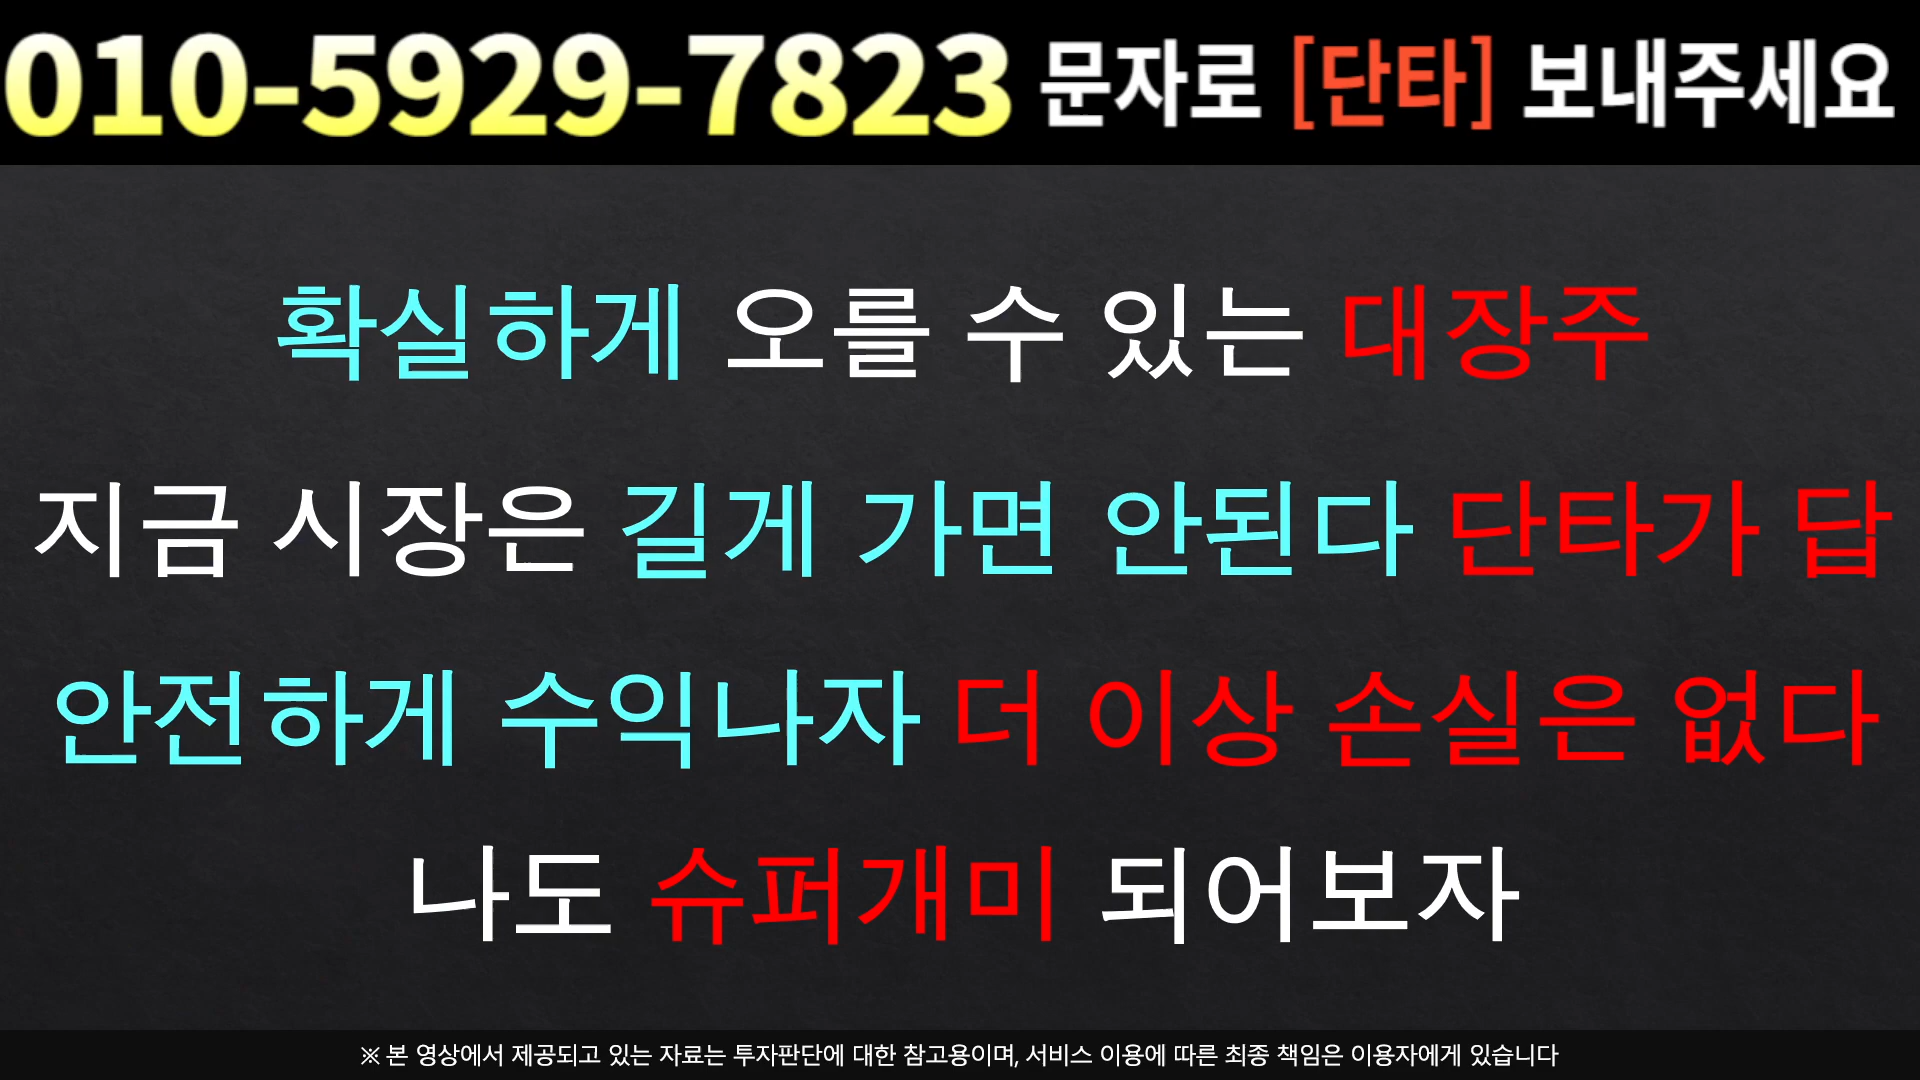 010-5929-7823 문자로 [단타] 보내주세요
확실하게 오를 수 있는 대장주
지금 시장은 길게 가면 안된다 단타가 답
안전하게 수익나자 더 이상 손실은 없다
나도 슈퍼개미 되어보자
※ 본 영상에서 제공되고 있는 자료는 투자판단에 대한 참고용이며, 서비스 이용에 따른 최종 책임은 이용자에게 있습니다